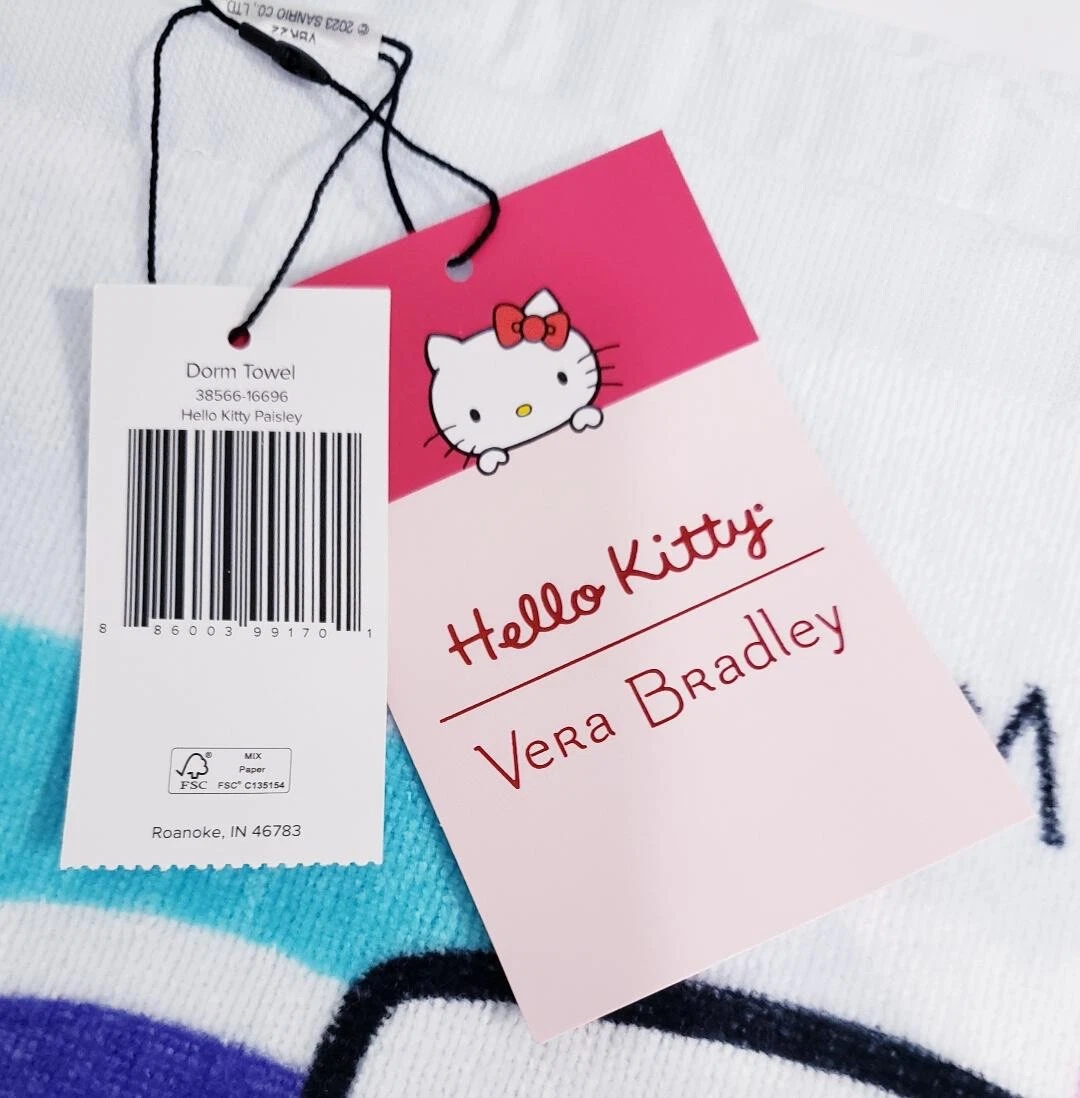 © 2023 SANRIO CO., LTD
Dorm Towel
38566-16696
Hello Kitty Paisley
8 86003 99170 1
FSC®
MIX
Paper
FSC® C135154
Roanoke, IN 46783
Hello Kitty
Vera Bradley